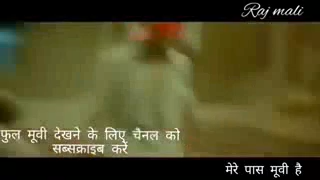 Raj mali
फुल मूवी देखने के लिए चैनल को
सब्सक्राइब करें
मेरे पास मूवी है